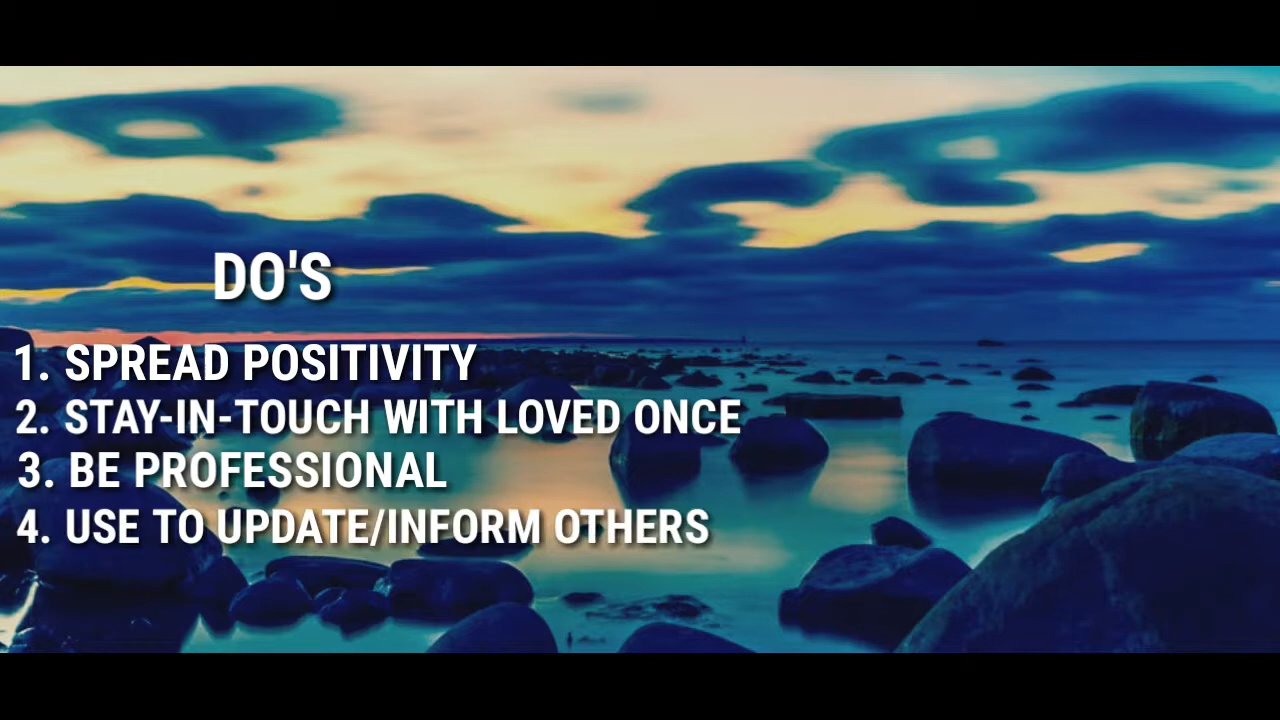 DO'S
1. SPREAD POSITIVITY
2. STAY-IN-TOUCH WITH LOVED ONCE
3. BE PROFESSIONAL
4. USE TO UPDATE/INFORM OTHERS